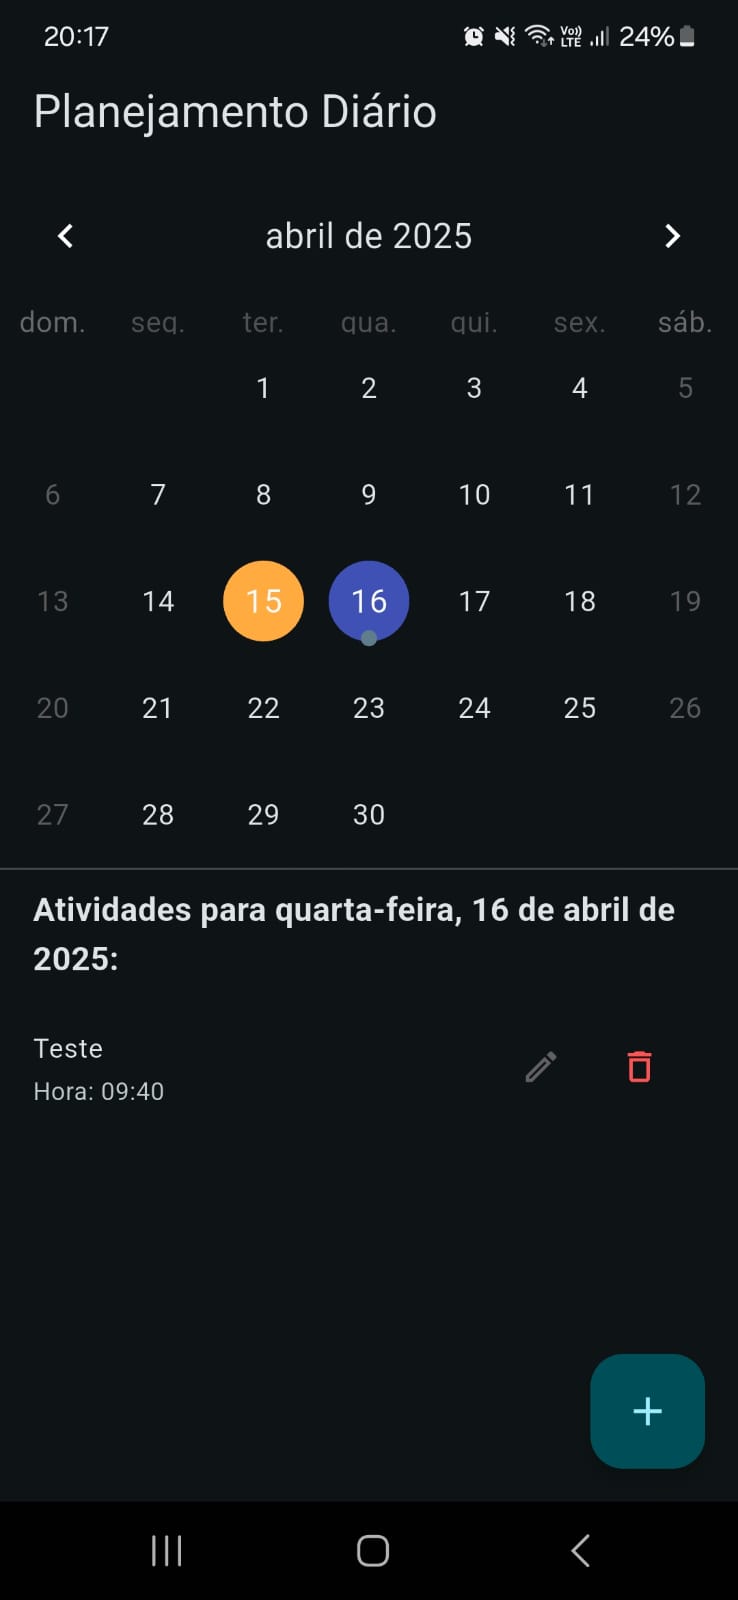 20:17 Vo)) LTE 24%
Planejamento Diário
abril de 2025
dom. seg. ter. qua. qui. sex. sáb.
1 2 3 4 5
6 7 8 9 10 11 12
13 14 15 16 17 18 19
20 21 22 23 24 25 26
27 28 29 30
Atividades para quarta-feira, 16 de abril de
2025:
Teste
Hora: 09:40